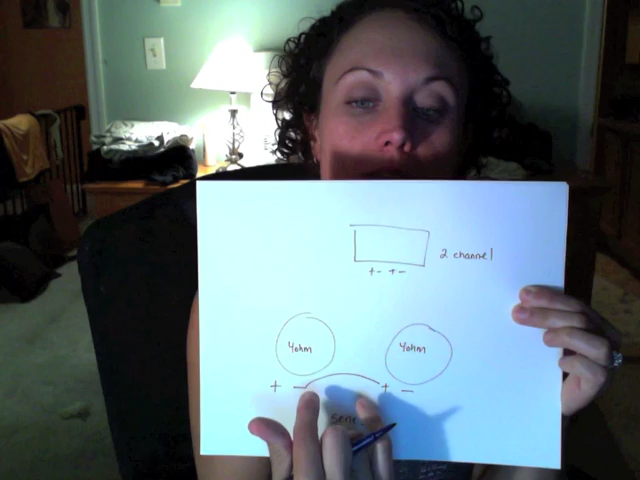 2 channel
+- +-
4ohm 4ohm
+ - + -